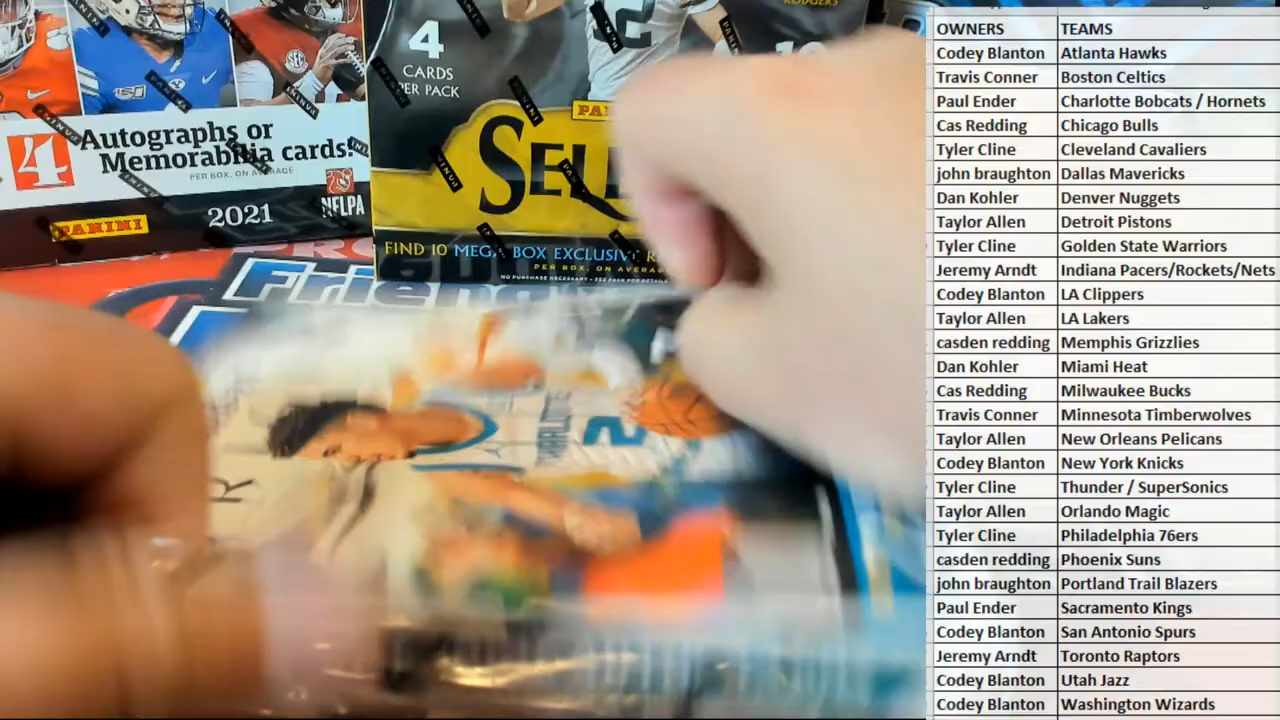 4
CARDS
PER PACK
RODGERS
PANINI
SELE
FIND 10 MEGA BOX EXCLUSIVE
PER BOX, ON AVERAGE
4
Autographs or
Memorabilia cards!
PER BOX, ON AVERAGE
2021
NFLPA
PANINI
Friend
2
OWNERS TEAMS
Codey Blanton Atlanta Hawks
Travis Conner Boston Celtics
Paul Ender Charlotte Bobcats / Hornets
Cas Redding Chicago Bulls
Tyler Cline Cleveland Cavaliers
john braughton Dallas Mavericks
Dan Kohler Denver Nuggets
Taylor Allen Detroit Pistons
Tyler Cline Golden State Warriors
Jeremy Arndt Indiana Pacers/Rockets/Nets
Codey Blanton LA Clippers
Taylor Allen LA Lakers
casden redding Memphis Grizzlies
Dan Kohler Miami Heat
Cas Redding Milwaukee Bucks
Travis Conner Minnesota Timberwolves
Taylor Allen New Orleans Pelicans
Codey Blanton New York Knicks
Tyler Cline Thunder / SuperSonics
Taylor Allen Orlando Magic
Tyler Cline Philadelphia 76ers
casden redding Phoenix Suns
john braughton Portland Trail Blazers
Paul Ender Sacramento Kings
Codey Blanton San Antonio Spurs
Jeremy Arndt Toronto Raptors
Codey Blanton Utah Jazz
Codey Blanton Washington Wizards